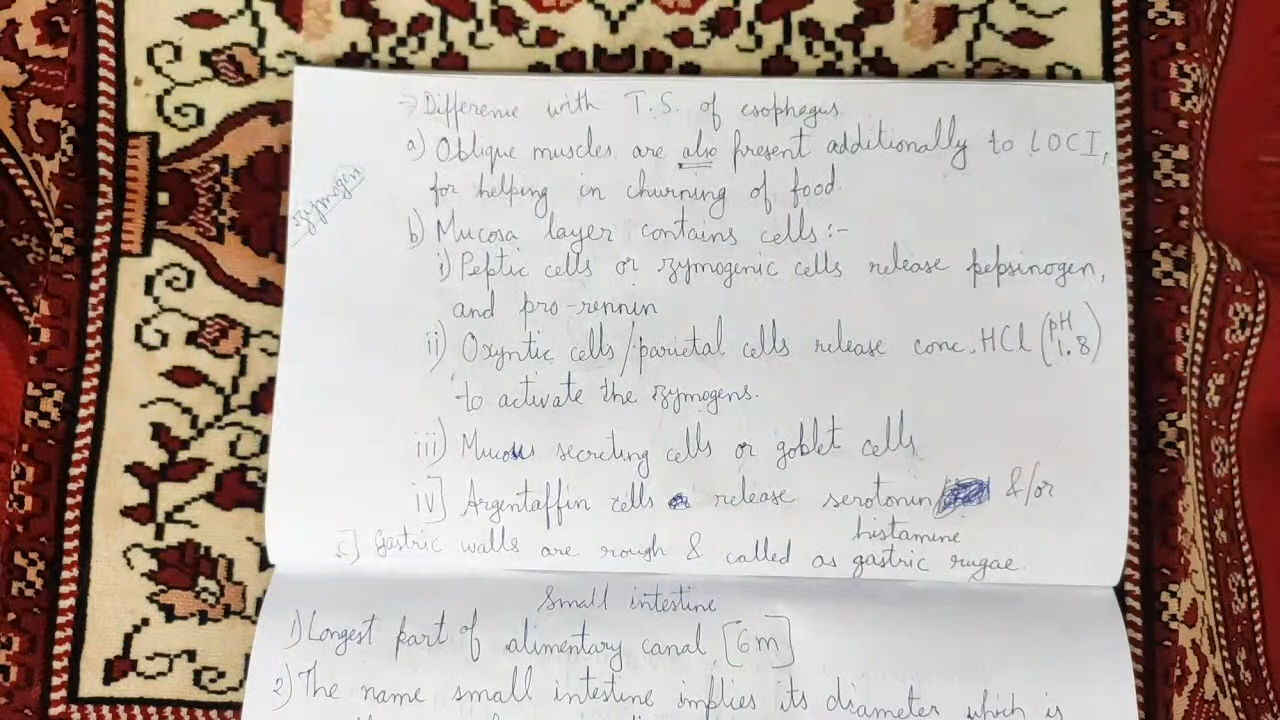 → Difference with T.S. of esophagus
a) Oblique muscles are also present additionally to LOCI,
for helping in churning of food.
zymogen
b) Mucosa layer contains cells :-
i) Peptic cells or zymogenic cells release pepsinogen,
and pro-rennin
ii) Oxyntic cells / parietal cells release conc. HCl (pH 1.8)
to activate the zymogens.
iii) Mucous secreting cells or goblet cells
iv] Argentaffin cells release serotonin &/or
histamine
c] Gastric walls are rough & called as gastric rugae.
Small intestine
1) Longest part of alimentary canal [6m]
2) The name small intestine implies its diameter which is